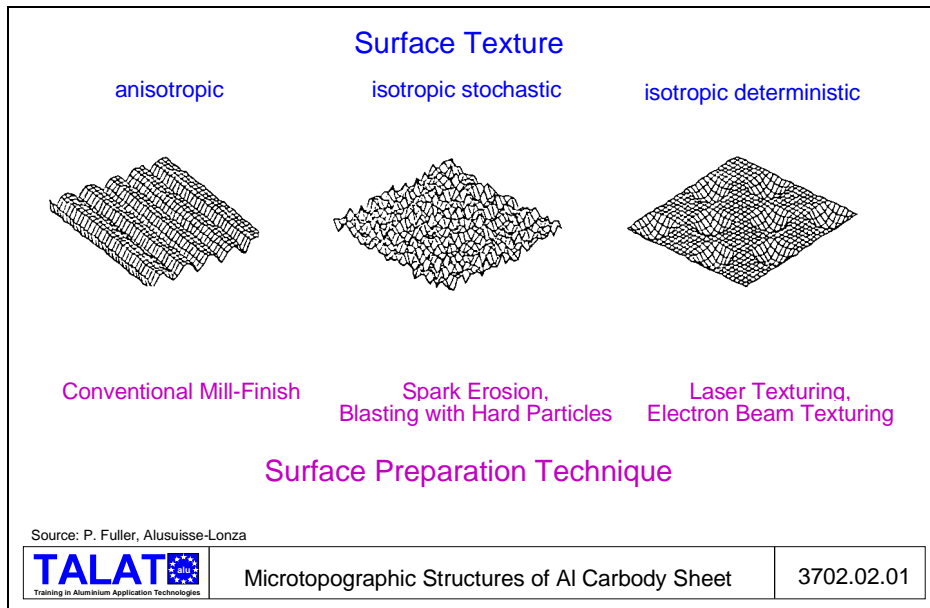 Surface Texture
anisotropic
isotropic stochastic
isotropic deterministic
Conventional Mill-Finish
Spark Erosion,
Blasting with Hard Particles
Laser Texturing,
Electron Beam Texturing
Surface Preparation Technique
Source: P. Fuller, Alusuisse-Lonza
TALAT
alu
Training in Aluminium Application Technologies
Microtopographic Structures of Al Carbody Sheet
3702.02.01